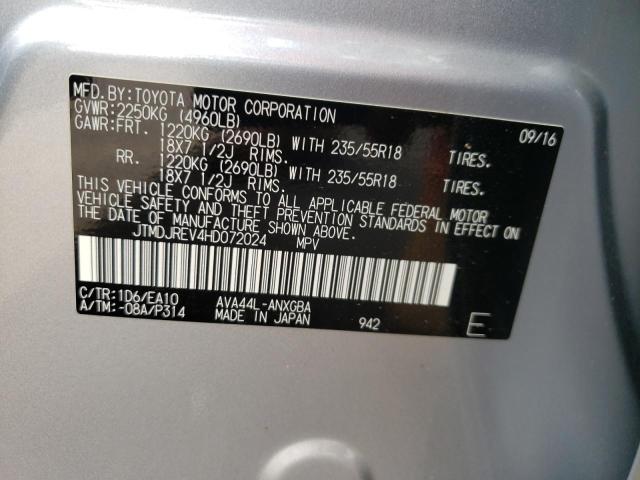 MFD.BY:TOYOTA MOTOR CORPORATION 09/16
GVWR:2250KG (4960LB)
GAWR:FRT. 1220KG (2690LB) WITH 235/55R18 TIRES.
18X7 1/2J RIMS.
RR. 1220KG (2690LB) WITH 235/55R18 TIRES.
18X7 1/2J RIMS.
THIS VEHICLE CONFORMS TO ALL APPLICABLE FEDERAL MOTOR
VEHICLE SAFETY AND THEFT PREVENTION STANDARDS IN EFFECT ON
THE DATE OF MANUFACTURE SHOWN ABOVE.
JTMDJREV4HD072024 MPV
C/TR:1D6/EA10 AVA44L-ANXGBA
A/TM:-08A/P314 MADE IN JAPAN 942 E